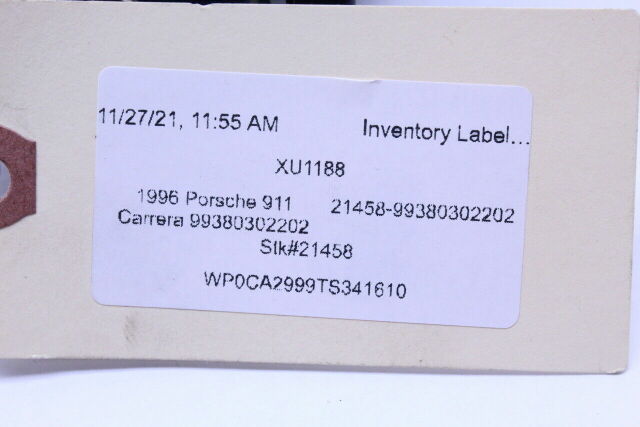 11/27/21, 11:55 AM Inventory Label...
XU1188
1996 Porsche 911 21458-99380302202
Carrera 99380302202
Stk#21458
WP0CA2999TS341610